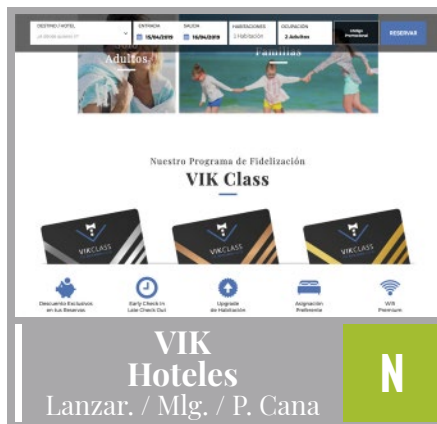 DESTINO / HOTEL
ENTRADA
SALIDA
HABITACIONES
OCUPACIÓN
15/04/2019
16/04/2019
1 Habitación
2 Adultos
Código
Promocional
RESERVAR
Solo
Adultos
Familias
Nuestro Programa de Fidelización
VIK Class
VIKCLASS
VIKCLASS
VIKCLASS
Descuento Exclusivos
en tus Reservas
Early Check In
Late Check Out
Upgrade
de Habitación
Asignación
Preferente
Wifi
Premium
VIK
Hoteles
Lanzar. / Mlg. / P. Cana
N